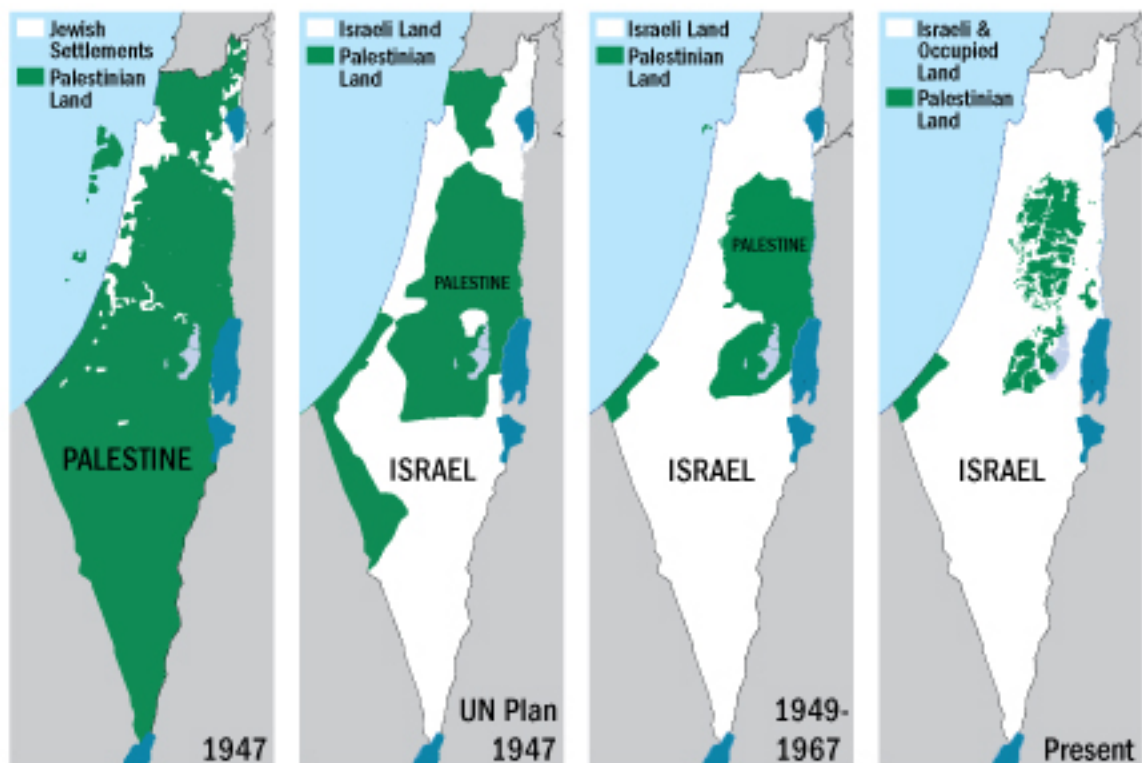 Jewish
Settlements
Palestinian
Land
PALESTINE
1947
Israeli Land
Palestinian
Land
PALESTINE
ISRAEL
UN Plan
1947
Israeli Land
Palestinian
Land
PALESTINE
ISRAEL
1949-
1967
Israeli &
Occupied
Land
Palestinian
Land
ISRAEL
Present